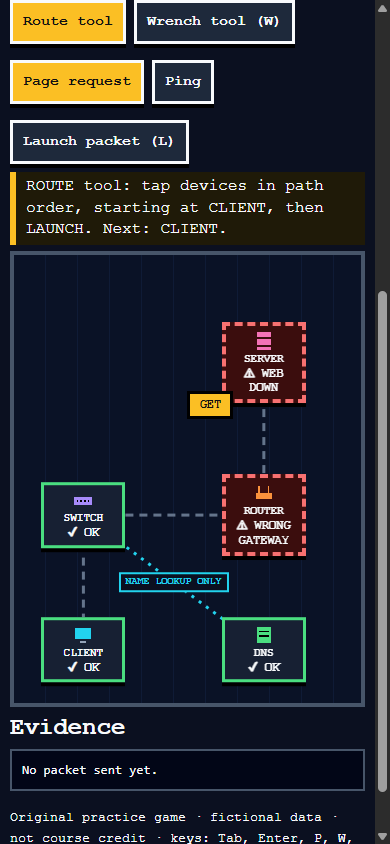 Route tool
Wrench tool (W)
Page request
Ping
Launch packet (L)
ROUTE tool: tap devices in path
order, starting at CLIENT, then
LAUNCH. Next: CLIENT.
SERVER
⚠ WEB
DOWN
GET
SWITCH
✓ OK
ROUTER
⚠ WRONG
GATEWAY
NAME LOOKUP ONLY
CLIENT
✓ OK
DNS
✓ OK
Evidence
No packet sent yet.
Original practice game · fictional data ·
not course credit · keys: Tab, Enter, P, W,